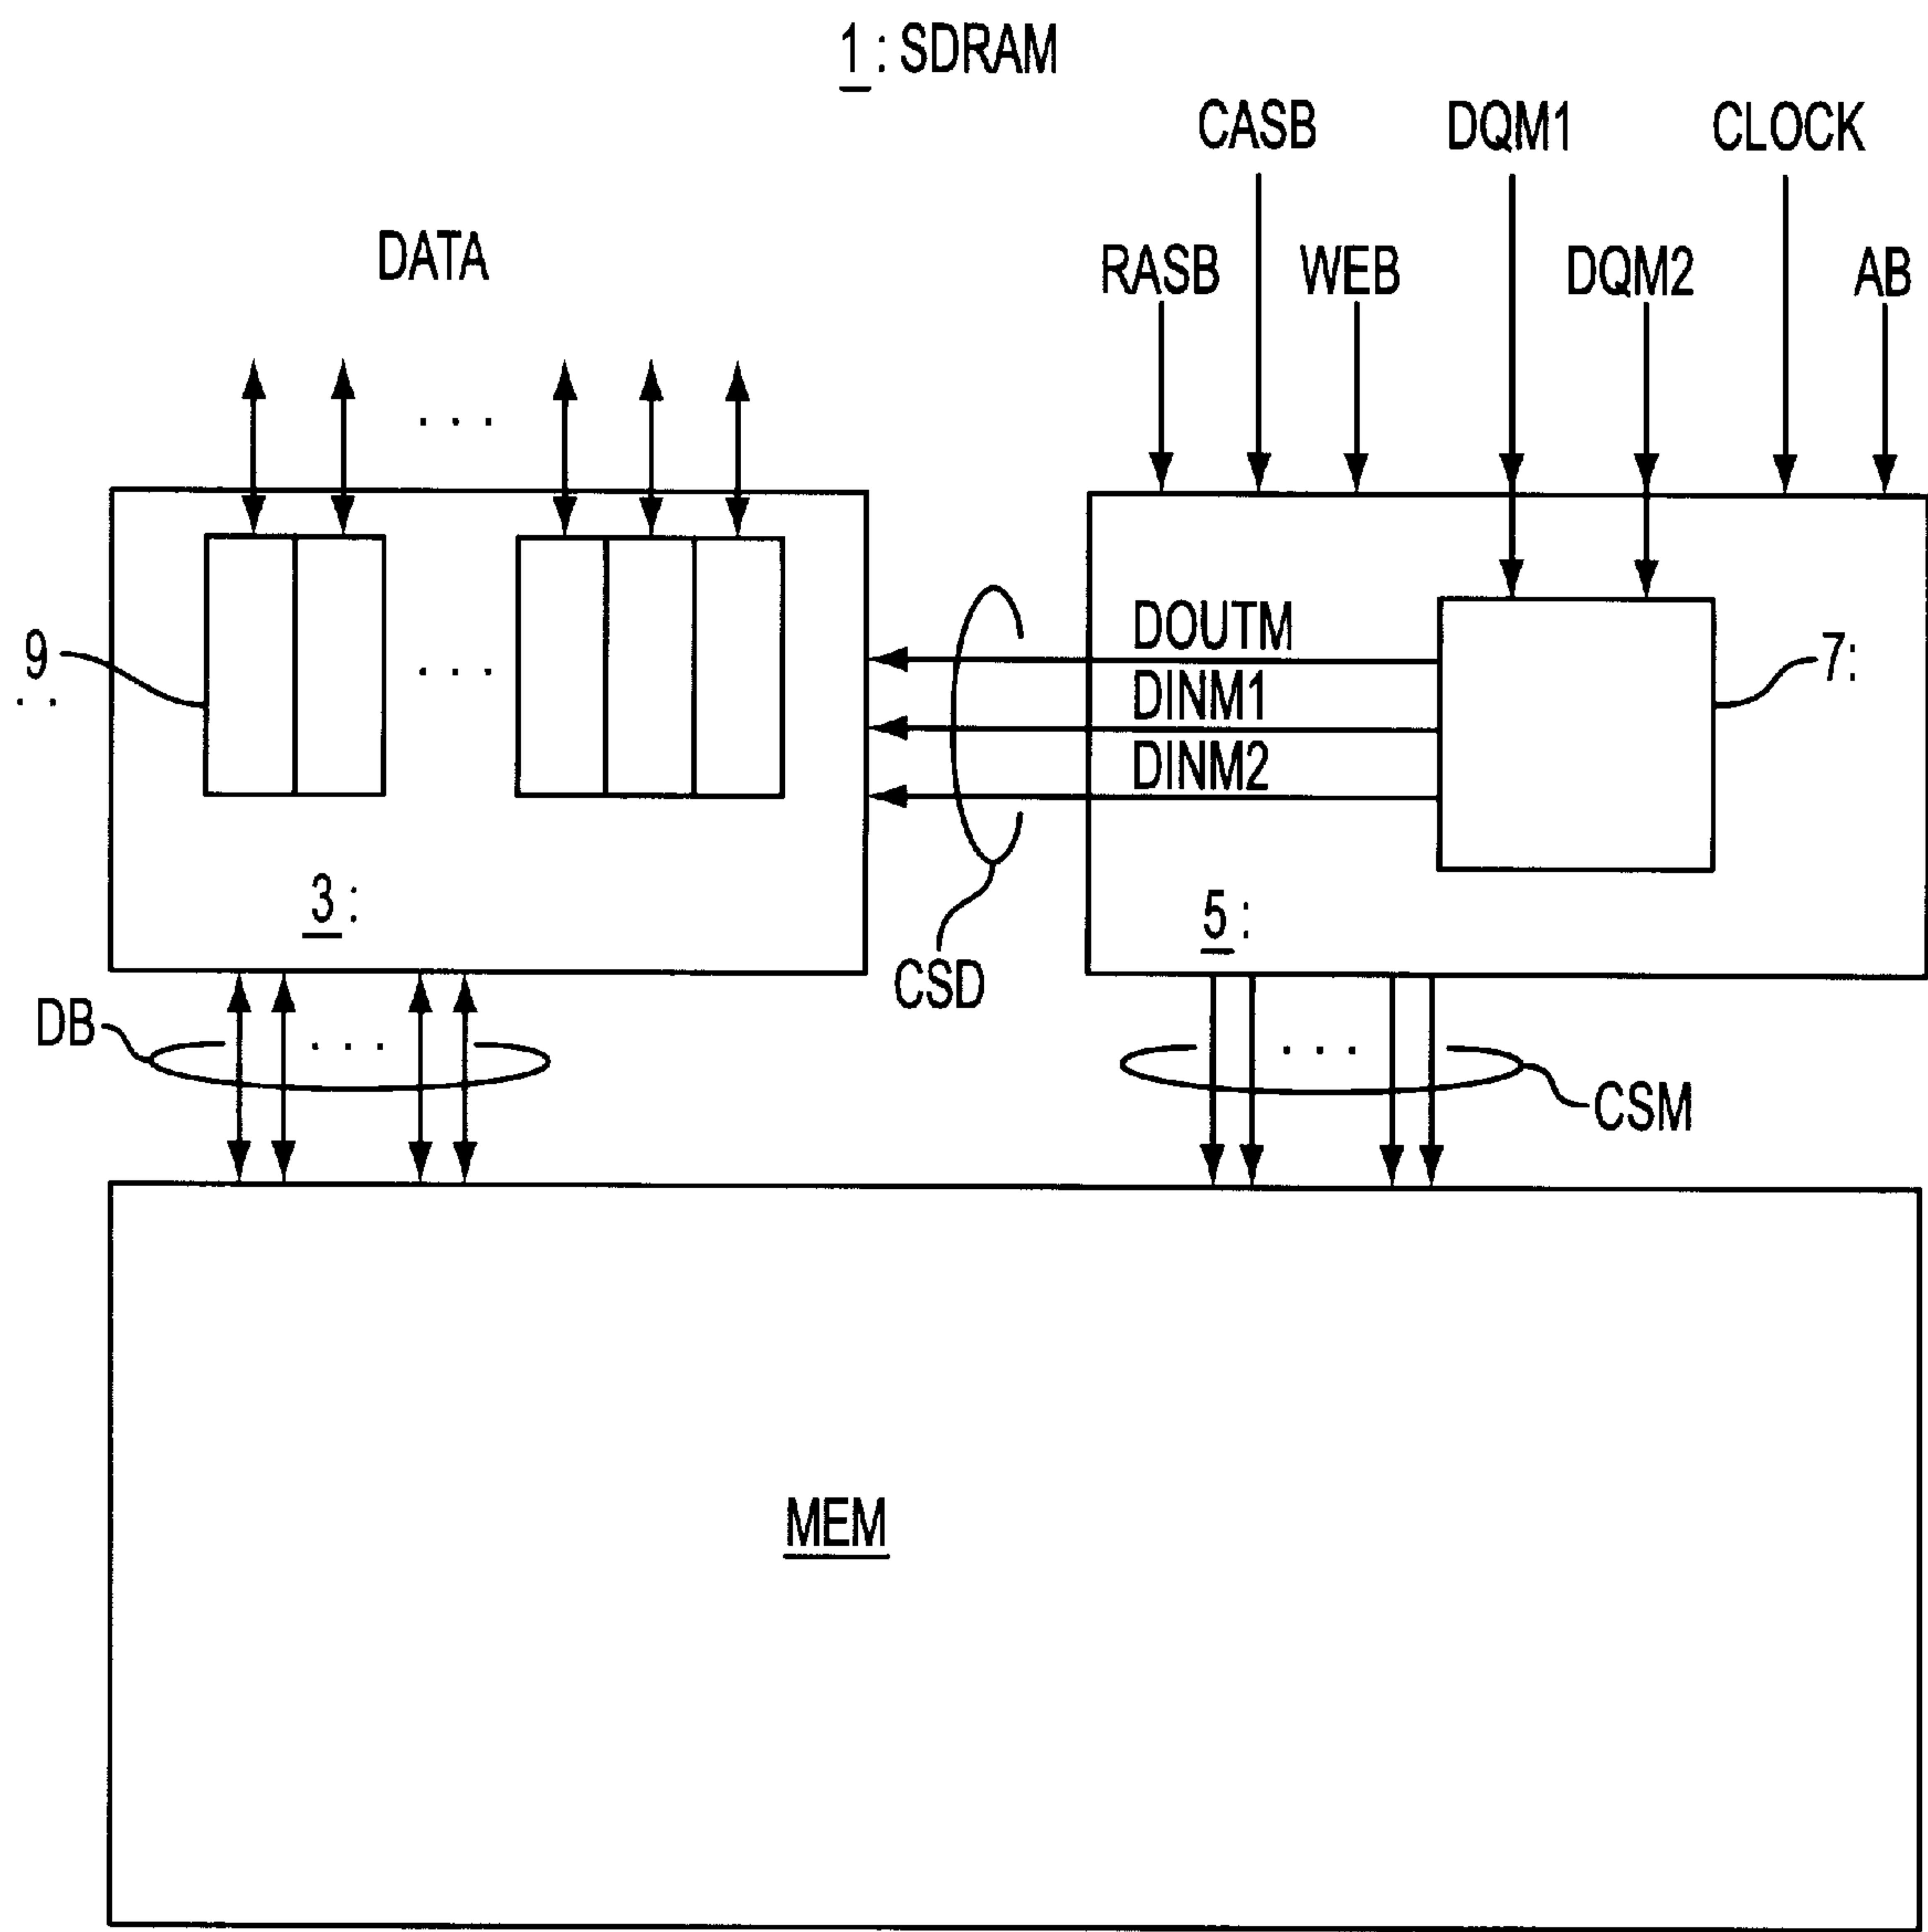 1 : SDRAM
CASB DQM1 CLOCK
DATA RASB WEB DQM2 AB
. . .
DOUTM
9 . . . 7:
. .
DINM1
DINM2
3 : 5 :
CSD
DB . . . . . .
CSM
MEM